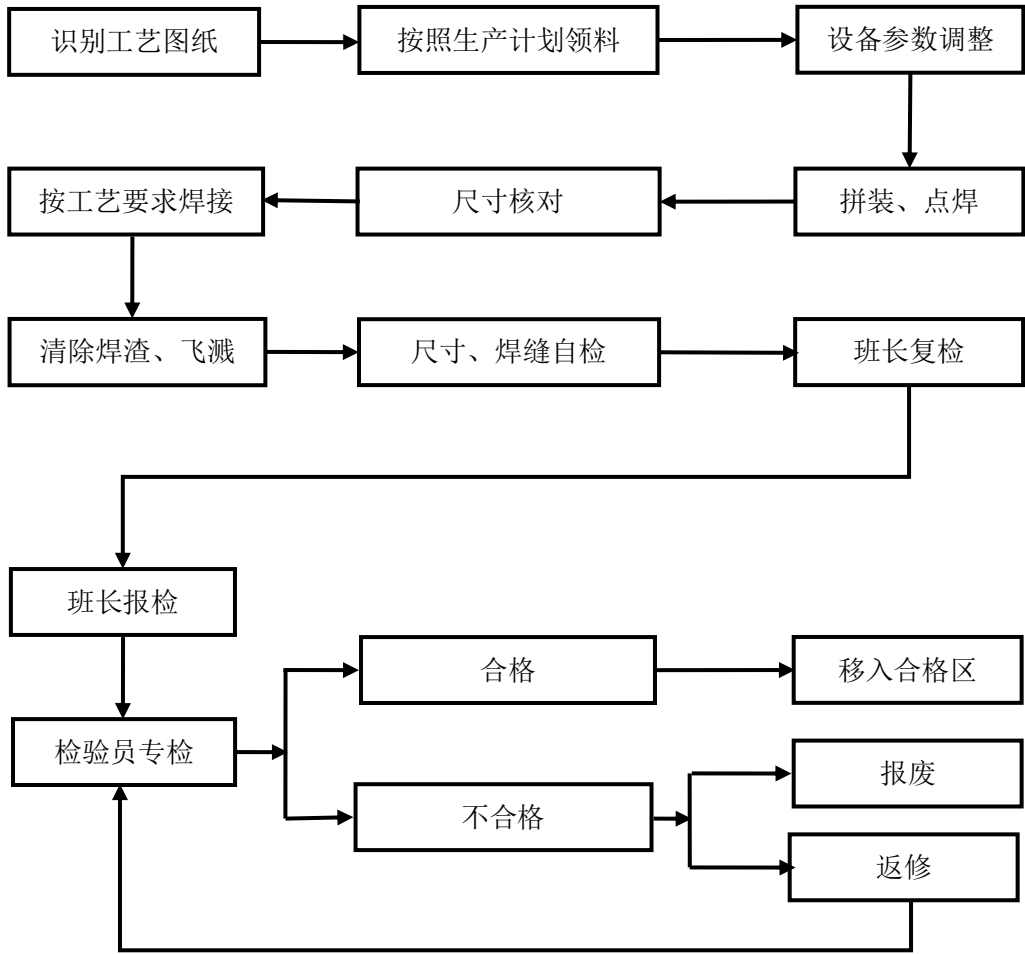 识别工艺图纸
按照生产计划领料
设备参数调整
按工艺要求焊接
尺寸核对
拼装、点焊
清除焊渣、飞溅
尺寸、焊缝自检
班长复检
班长报检
合格
移入合格区
检验员专检
报废
不合格
返修